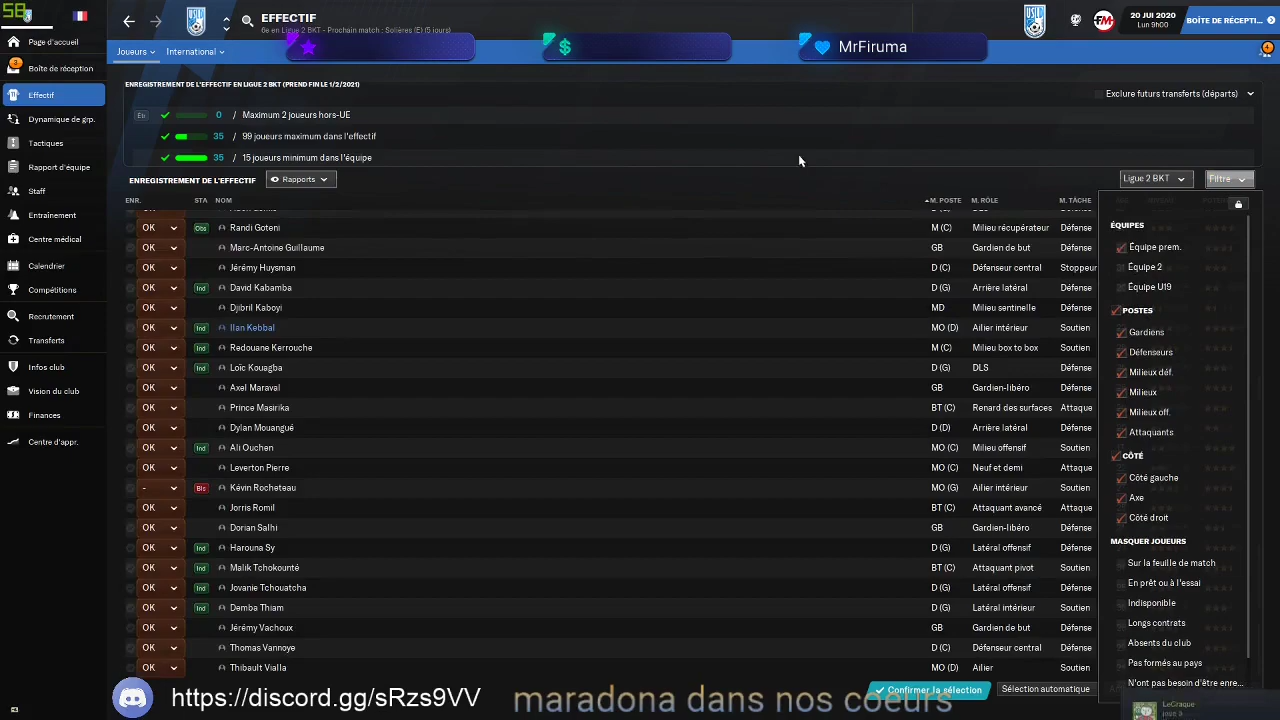 58
EFFECTIF
6e en Ligue 2 BKT - Prochain match : Solières (E) (5 jours)
20 JUI 2020
Lun 9h00
BOÎTE DE RÉCEPTI...
Joueurs
International
MrFiruma
Page d'accueil
3
Boîte de réception
Effectif
Dynamique de grp.
Tactiques
Rapport d'équipe
Staff
Entraînement
Centre médical
Calendrier
Compétitions
Recrutement
Transferts
Infos club
Vision du club
Finances
Centre d'appr.
ENREGISTREMENT DE L'EFFECTIF EN LIGUE 2 BKT (PREND FIN LE 1/2/2021)
Exclure futurs transferts (départs)
Etr 0 / Maximum 2 joueurs hors-UE
35 / 99 joueurs maximum dans l'effectif
35 / 15 joueurs minimum dans l'équipe
ENREGISTREMENT DE L'EFFECTIF
Rapports
Ligue 2 BKT
Filtre
ENR. STA NOM M. POSTE M. RÔLE M. TÂCHE
OK Obs Randi Goteni M (C) Milieu récupérateur Défense
OK Marc-Antoine Guillaume GB Gardien de but Défense
OK Jérémy Huysman D (C) Défenseur central Stoppeur
OK Ind David Kabamba D (G) Arrière latéral Défense
OK Djibril Kaboyi MD Milieu sentinelle Défense
OK Ind Ilan Kebbal MO (D) Ailier intérieur Soutien
OK Ind Redouane Kerrouche M (C) Milieu box to box Soutien
OK Ind Loïc Kouagba D (G) DLS Défense
OK Axel Maraval GB Gardien-libéro Défense
OK Prince Masirika BT (C) Renard des surfaces Attaque
OK Dylan Mouangué D (D) Arrière latéral Défense
OK Ind Ali Ouchen MO (C) Milieu offensif Soutien
OK Leverton Pierre MO (C) Neuf et demi Attaque
- Bls Kévin Rocheteau MO (G) Ailier intérieur Soutien
OK Jorris Romil BT (C) Attaquant avancé Attaque
OK Dorian Salhi GB Gardien-libéro Défense
OK Ind Harouna Sy D (G) Latéral offensif Défense
OK Ind Malik Tchokounté BT (C) Attaquant pivot Soutien
OK Ind Jovanie Tchouatcha D (G) Latéral offensif Défense
OK Ind Demba Thiam D (G) Latéral intérieur Soutien
OK Jérémy Vachoux GB Gardien de but Défense
OK Thomas Vannoye D (C) Défenseur central Défense
OK Thibault Vialla MO (D) Ailier Soutien
ÉQUIPES
Équipe prem.
Équipe 2
Équipe U19
POSTES
Gardiens
Défenseurs
Milieux déf.
Milieux
Milieux off.
Attaquants
CÔTÉ
Côté gauche
Axe
Côté droit
MASQUER JOUEURS
Sur la feuille de match
En prêt ou à l'essai
Indisponible
Longs contrats
Absents du club
Pas formés au pays
N'ont pas besoin d'être enre...
Confirmer la sélection
Sélection automatique
https://discord.gg/sRzs9VV
maradona dans nos coeurs
LeCraque